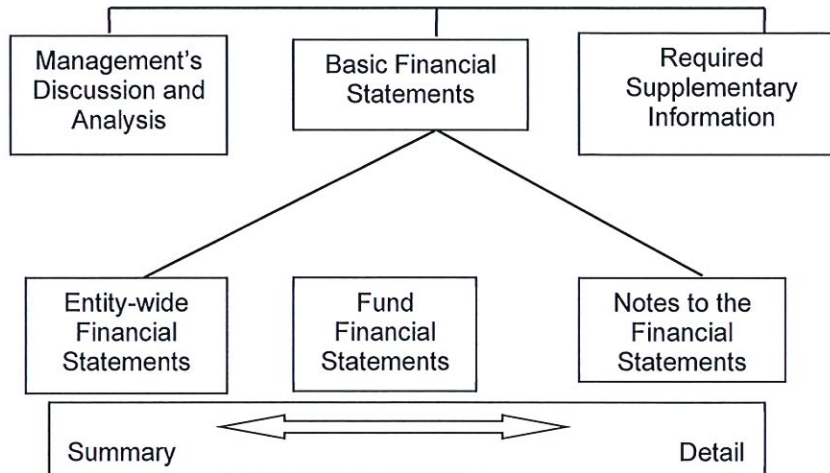 Management's
Discussion and
Analysis
Basic Financial
Statements
Required
Supplementary
Information
Entity-wide
Financial
Statements
Fund
Financial
Statements
Notes to the
Financial
Statements
Summary
Detail